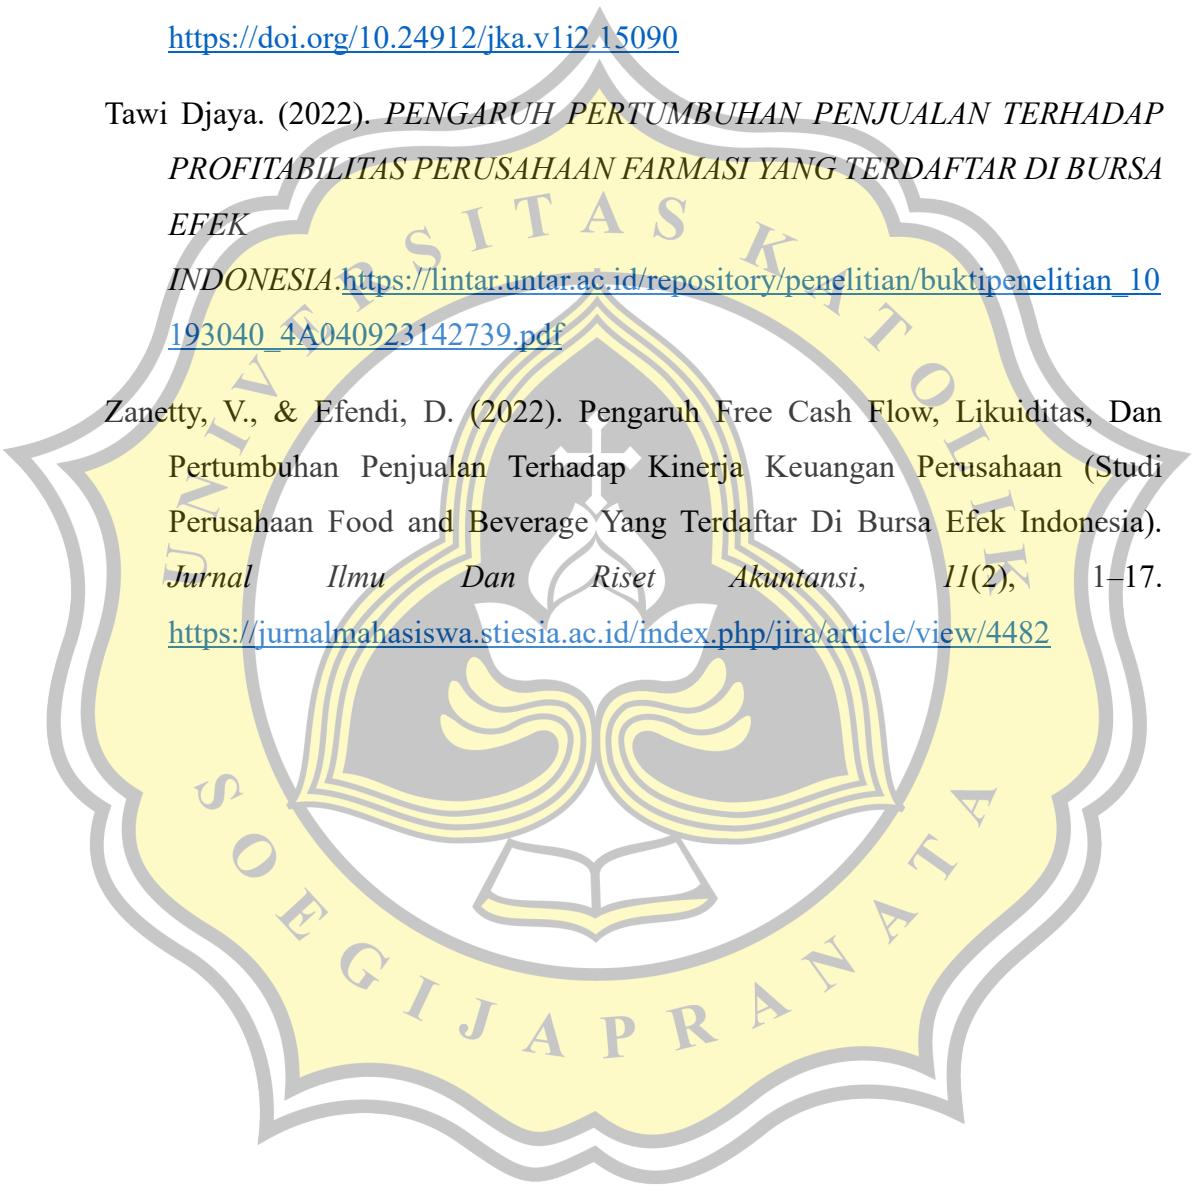 https://doi.org/10.24912/jka.v1i2.15090
Tawi Djaya. (2022). PENGARUH PERTUMBUHAN PENJUALAN TERHADAP
PROFITABILITAS PERUSAHAAN FARMASI YANG TERDAFTAR DI BURSA
EFEK
INDONESIA.https://lintar.untar.ac.id/repository/penelitian/buktipenelitian_10
193040_4A040923142739.pdf
Zanetty, V., & Efendi, D. (2022). Pengaruh Free Cash Flow, Likuiditas, Dan
Pertumbuhan Penjualan Terhadap Kinerja Keuangan Perusahaan (Studi
Perusahaan Food and Beverage Yang Terdaftar Di Bursa Efek Indonesia).
Jurnal Ilmu Dan Riset Akuntansi, 11(2), 1–17.
https://jurnalmahasiswa.stiesia.ac.id/index.php/jira/article/view/4482
UNIVERSITAS KATOLIK
SOEGIJAPRANATA